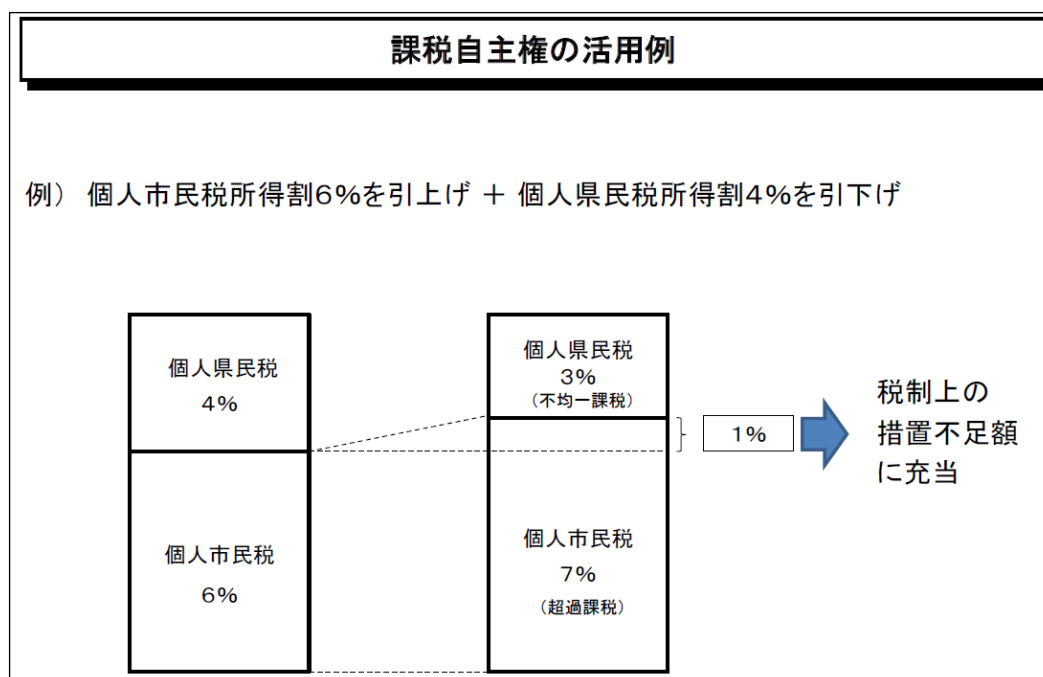 課税自主権の活用例
例） 個人市民税所得割6%を引上げ ＋ 個人県民税所得割4%を引下げ
個人県民税
4%
個人市民税
6%
個人県民税
3%
（不均一課税）
個人市民税
7%
（超過課税）
1%
税制上の
措置不足額
に充当